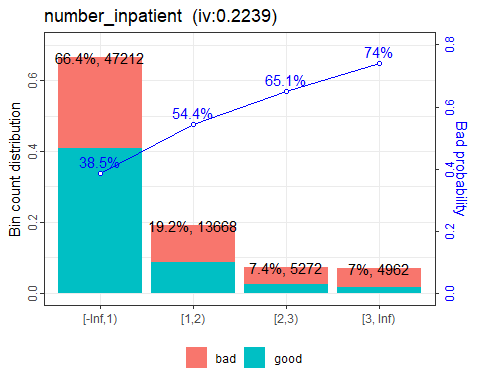 number_inpatient (iv:0.2239)
Bin count distribution
0.0
0.2
0.4
0.6
66.4%, 47212
19.2%, 13668
7.4%, 5272
7%, 4962
38.5%
54.4%
65.1%
74%
0.0
0.2
0.4
0.6
0.8
Bad probability
[-Inf,1)
[1,2)
[2,3)
[3, Inf)
bad
good